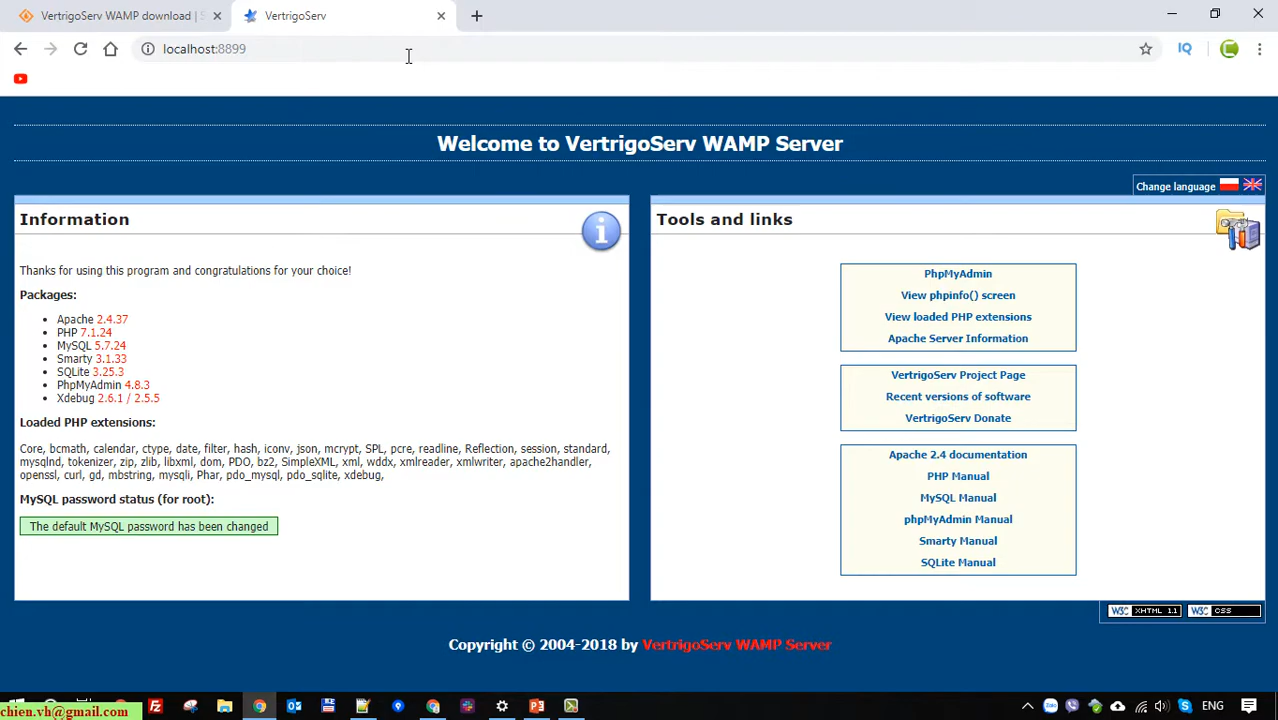 VertrigoServ WAMP download | S
VertrigoServ
localhost:8899
Welcome to VertrigoServ WAMP Server
Change language
Information
Thanks for using this program and congratulations for your choice!
Packages:
Apache 2.4.37
PHP 7.1.24
MySQL 5.7.24
Smarty 3.1.33
SQLite 3.25.3
PhpMyAdmin 4.8.3
Xdebug 2.6.1 / 2.5.5
Loaded PHP extensions:
Core, bcmath, calendar, ctype, date, filter, hash, iconv, json, mcrypt, SPL, pcre, readline, Reflection, session, standard,
mysqlnd, tokenizer, zip, zlib, libxml, dom, PDO, bz2, SimpleXML, xml, wddx, xmlreader, xmlwriter, apache2handler,
openssl, curl, gd, mbstring, mysqli, Phar, pdo_mysql, pdo_sqlite, xdebug,
MySQL password status (for root):
The default MySQL password has been changed
Tools and links
PhpMyAdmin
View phpinfo() screen
View loaded PHP extensions
Apache Server Information
VertrigoServ Project Page
Recent versions of software
VertrigoServ Donate
Apache 2.4 documentation
PHP Manual
MySQL Manual
phpMyAdmin Manual
Smarty Manual
SQLite Manual
W3C XHTML 1.1
W3C CSS
Copyright © 2004-2018 by VertrigoServ WAMP Server
chien.vh@gmail.com
ENG